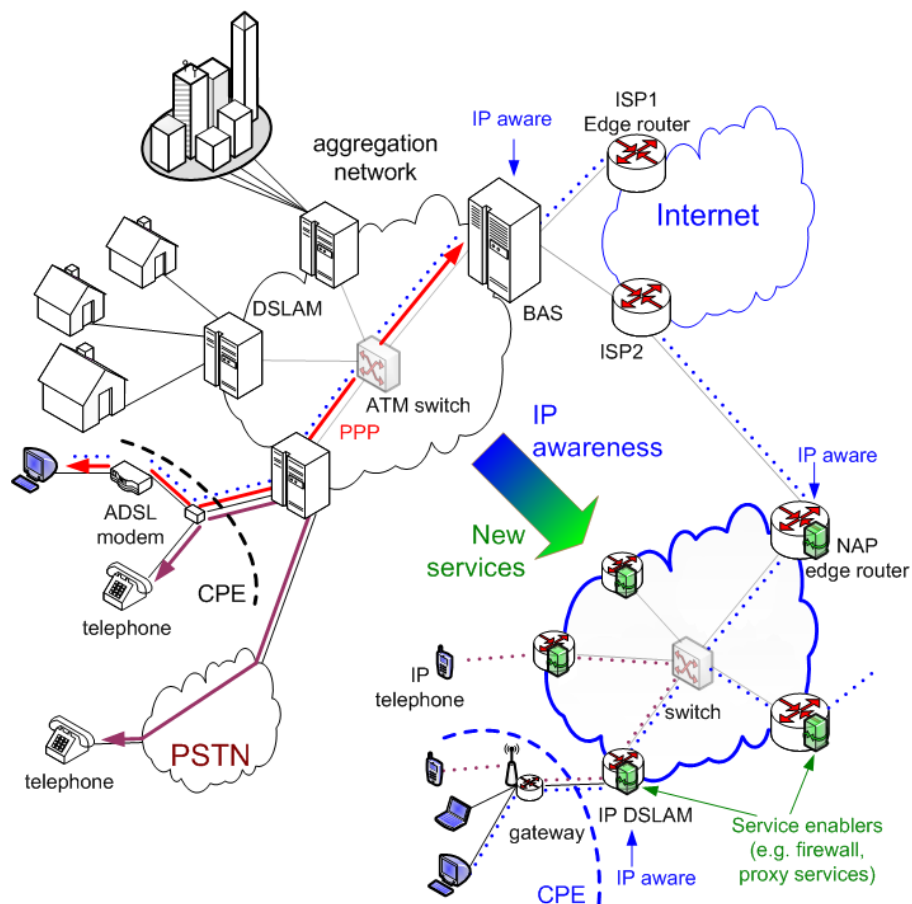 ISP1
Edge router
IP aware
aggregation
network
Internet
DSLAM
BAS
ISP2
ATM switch
PPP
IP
awareness
IP aware
ADSL
modem
New
services
NAP
edge router
CPE
telephone
IP
telephone
switch
PSTN
telephone
gateway
IP DSLAM
Service enablers
(e.g. firewall,
proxy services)
IP aware
CPE